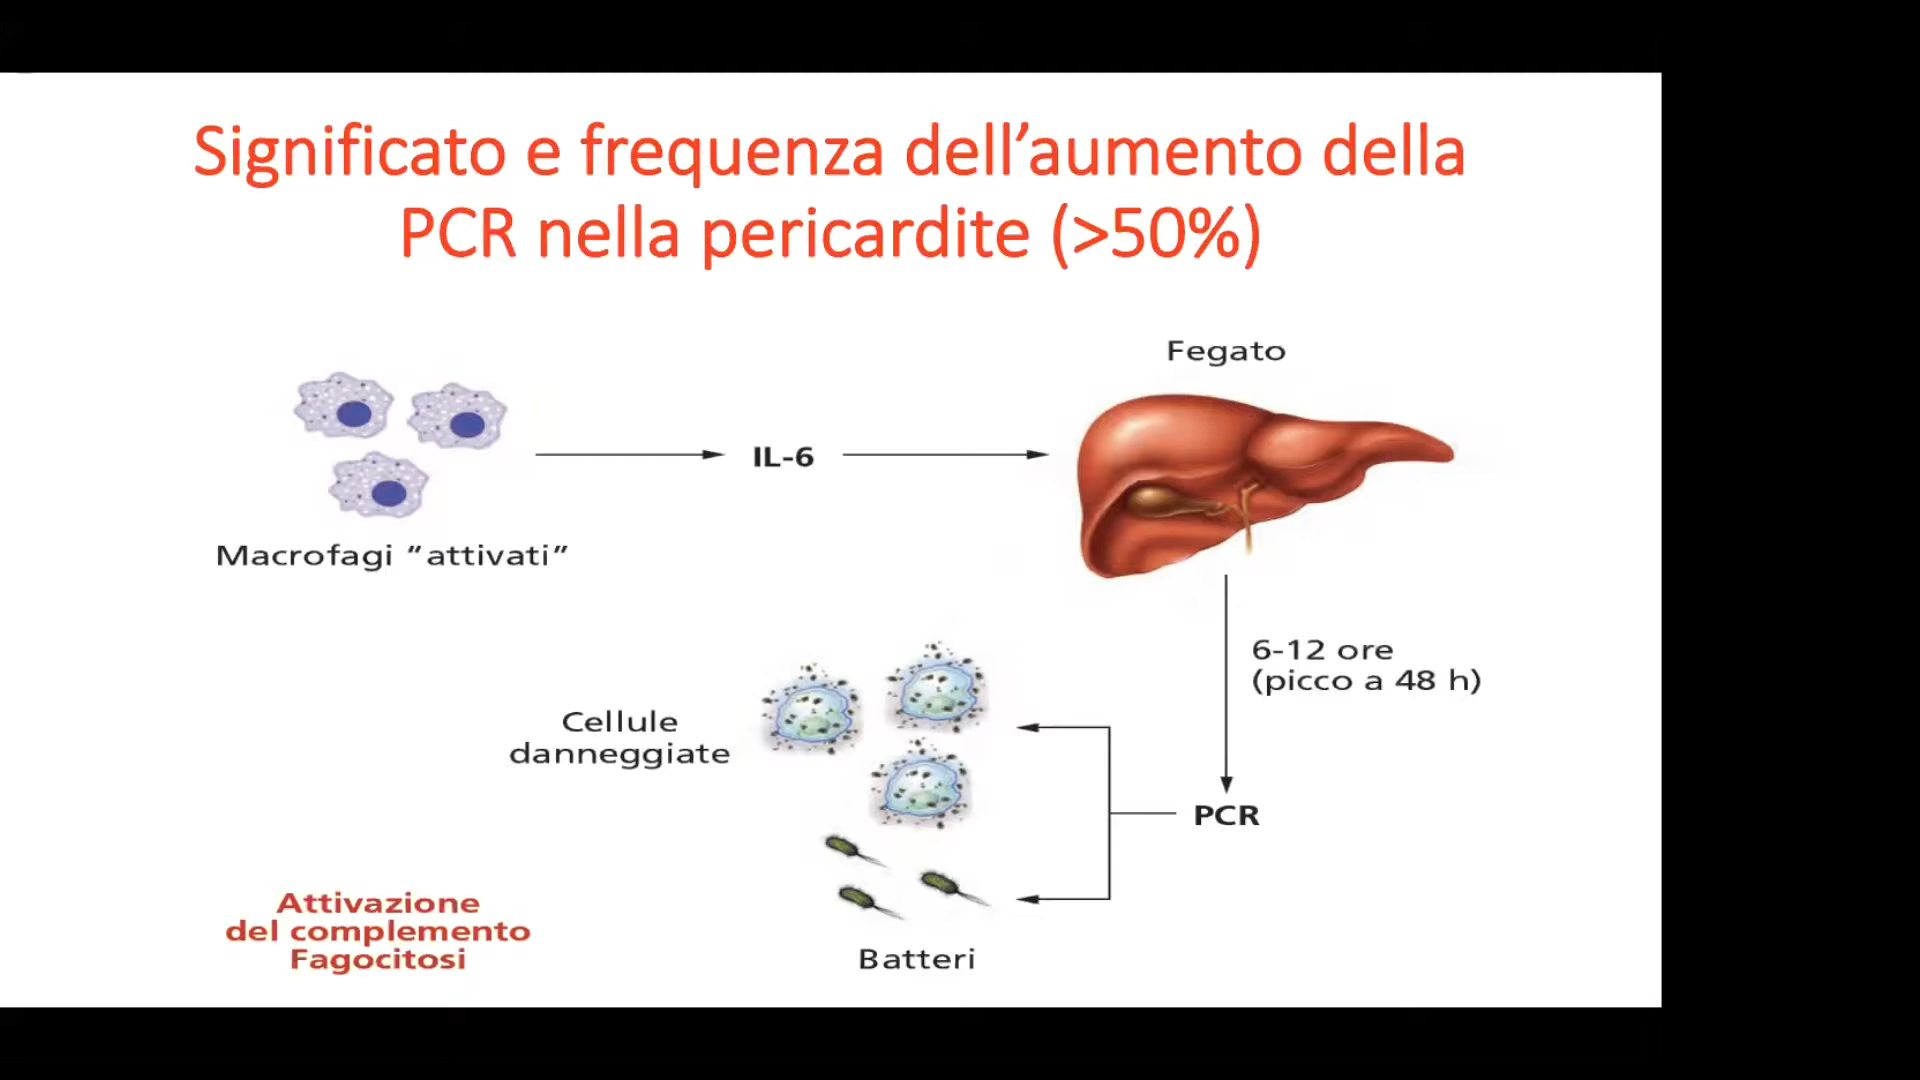 Significato e frequenza dell’aumento della
PCR nella pericardite (>50%)
Fegato
IL-6
Macrofagi “attivati”
6-12 ore
(picco a 48 h)
Cellule
danneggiate
PCR
Attivazione
del complemento
Fagocitosi
Batteri